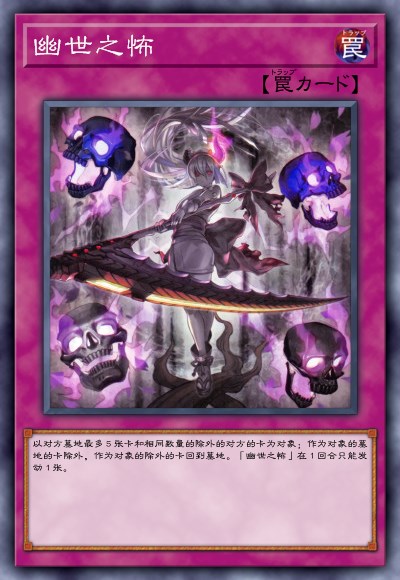 幽世之怖
トラップ
罠
トラップ
【罠カード】
以对方墓地最多５张卡和相同数量的除外的对方的卡为对象；作为对象的墓
地的卡除外，作为对象的除外的卡回到墓地。「幽世之怖」在１回合只能发
动１张。